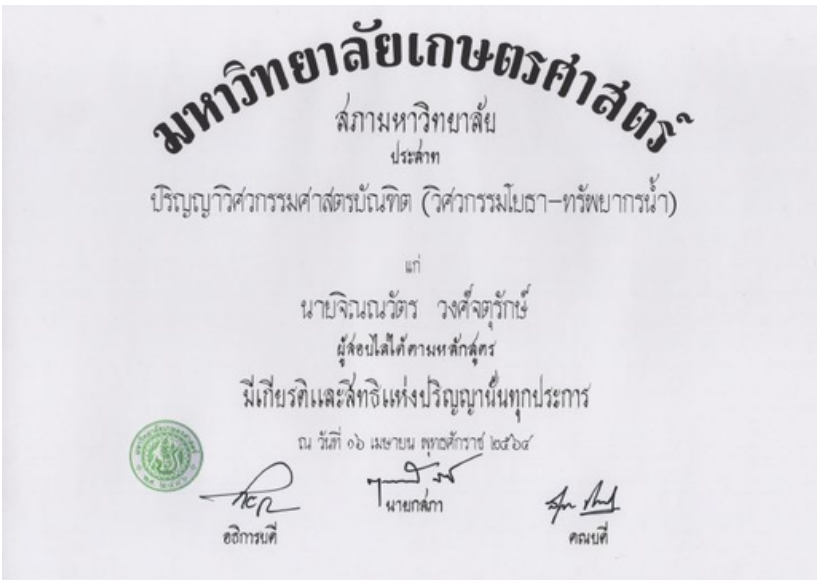 มหาวิทยาลัยเกษตรศาสตร์
สภามหาวิทยาลัย
ประสาท
ปริญญาวิศวกรรมศาสตรบัณฑิต (วิศวกรรมโยธา-ทรัพยากรน้ำ)
แก่
นายจิณณวัตร วงศ์จตุรักษ์
ผู้สอบไล่ได้ตามหลักสูตร
มีเกียรติและสิทธิแห่งปริญญานั้นทุกประการ
ณ วันที่ ๐๖ เมษายน พุทธศักราช ๒๕๖๔
อธิการบดี
นายกสภา
คณบดี